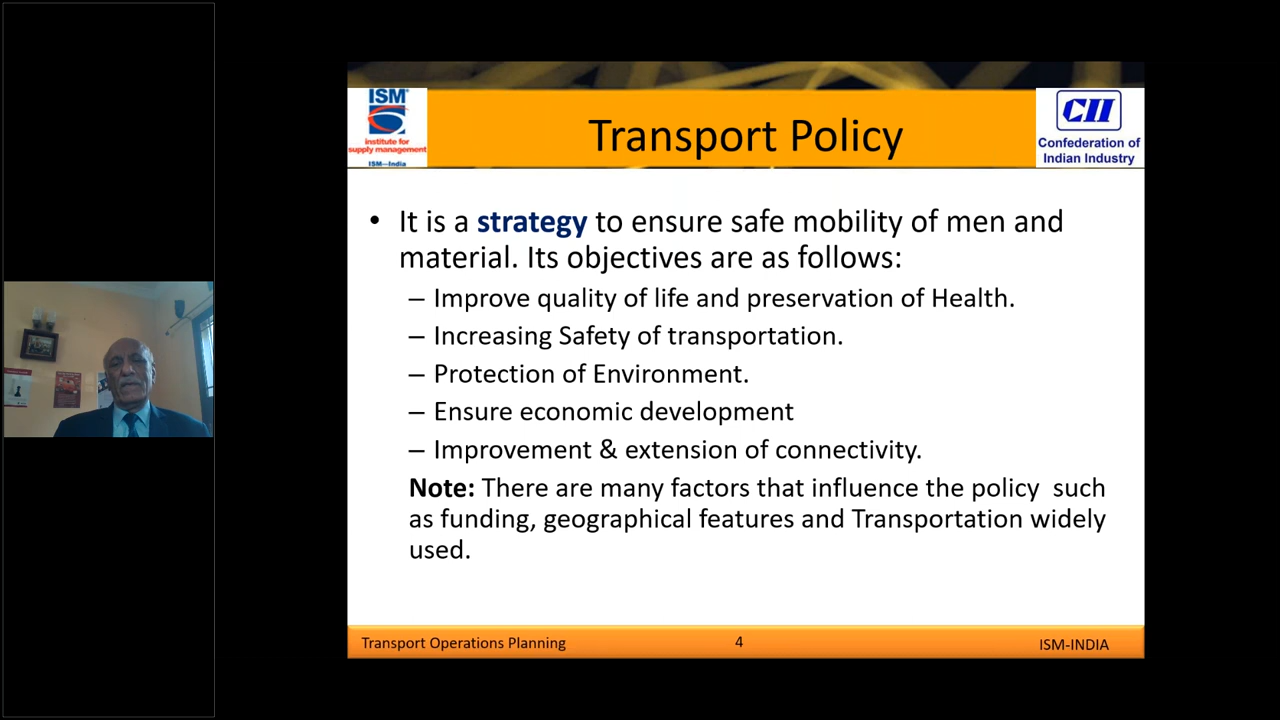 ISM®
institute for
supply management
ISM—India
Transport Policy
CII
Confederation of
Indian Industry
• It is a strategy to ensure safe mobility of men and
material. Its objectives are as follows:
– Improve quality of life and preservation of Health.
– Increasing Safety of transportation.
– Protection of Environment.
– Ensure economic development
– Improvement & extension of connectivity.
Note: There are many factors that influence the policy such
as funding, geographical features and Transportation widely
used.
Transport Operations Planning
4
ISM-INDIA